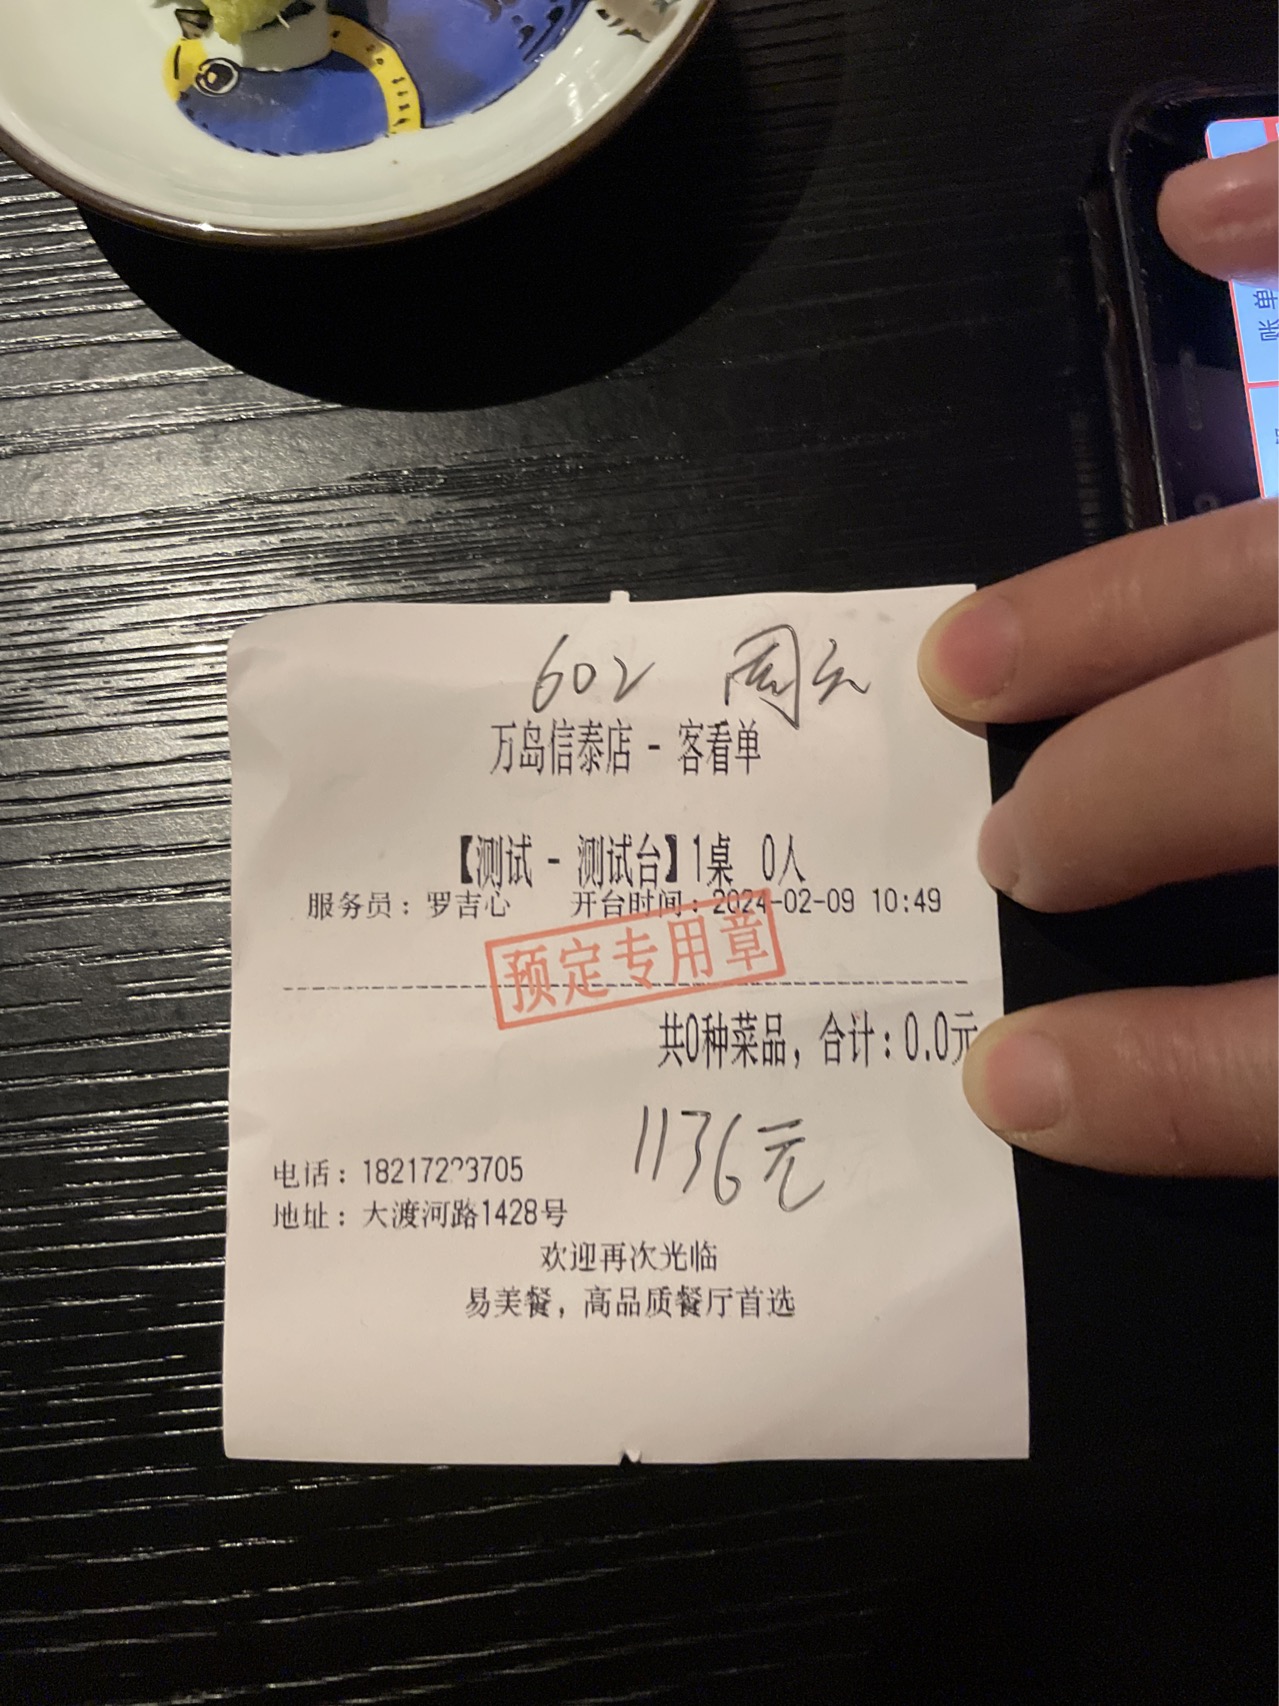 602
万岛信泰店 - 客看单
【测试 - 测试台】1桌 0人
服务员：罗吉心 开台时间：2024-02-09 10:49
预定专用章
共0种菜品，合计：0.0元
1136元
电话：182172?3705
地址：大渡河路1428号
欢迎再次光临
易美餐，高品质餐厅首选
账单